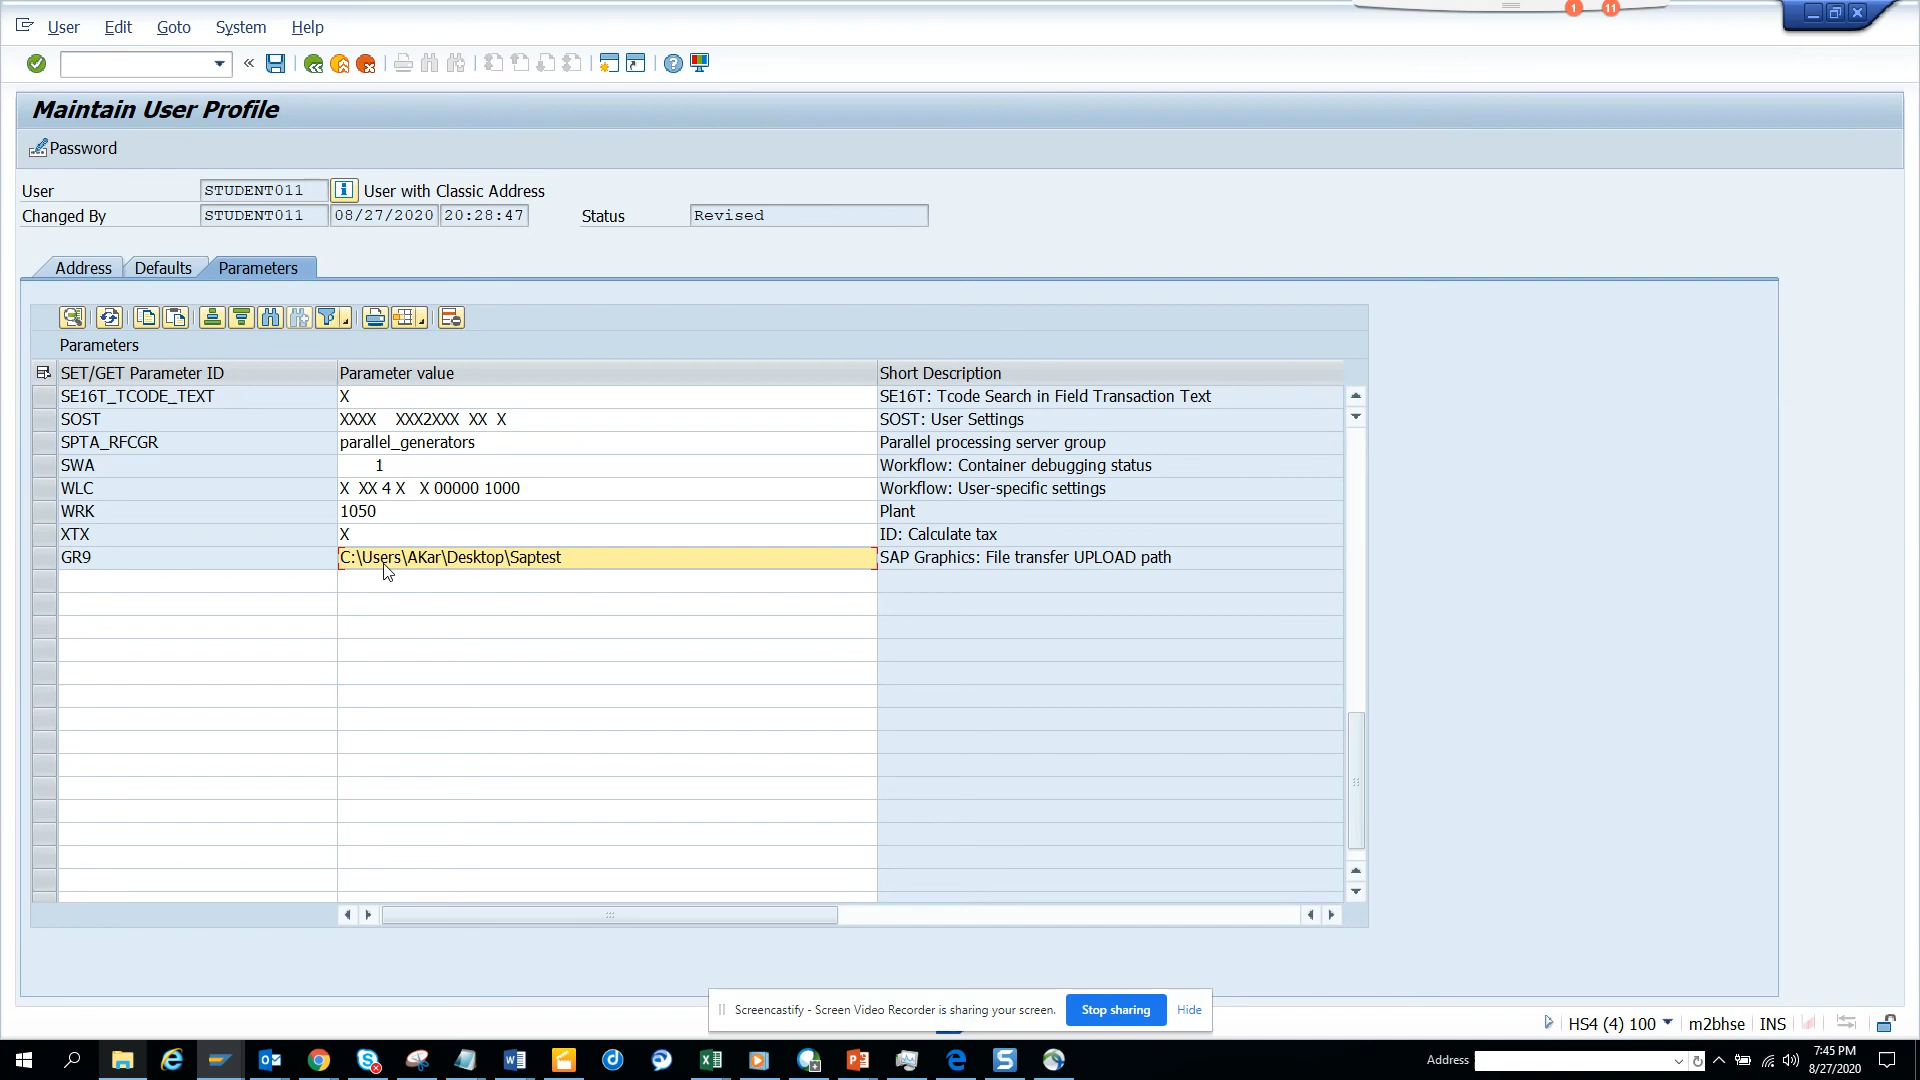 1 11
User Edit Goto System Help
Maintain User Profile
Password
User STUDENT011 User with Classic Address
Changed By STUDENT011 08/27/2020 20:28:47 Status Revised
Address Defaults Parameters
Parameters
SET/GET Parameter ID Parameter value Short Description
SE16T_TCODE_TEXT X SE16T: Tcode Search in Field Transaction Text
SOST XXXX XXX2XXX XX X SOST: User Settings
SPTA_RFCGR parallel_generators Parallel processing server group
SWA 1 Workflow: Container debugging status
WLC X XX 4 X X 00000 1000 Workflow: User-specific settings
WRK 1050 Plant
XTX X ID: Calculate tax
GR9 C:\Users\AKar\Desktop\Saptest SAP Graphics: File transfer UPLOAD path
Screencastify - Screen Video Recorder is sharing your screen. Stop sharing Hide
HS4 (4) 100 m2bhse INS
Address 7:45 PM
8/27/2020